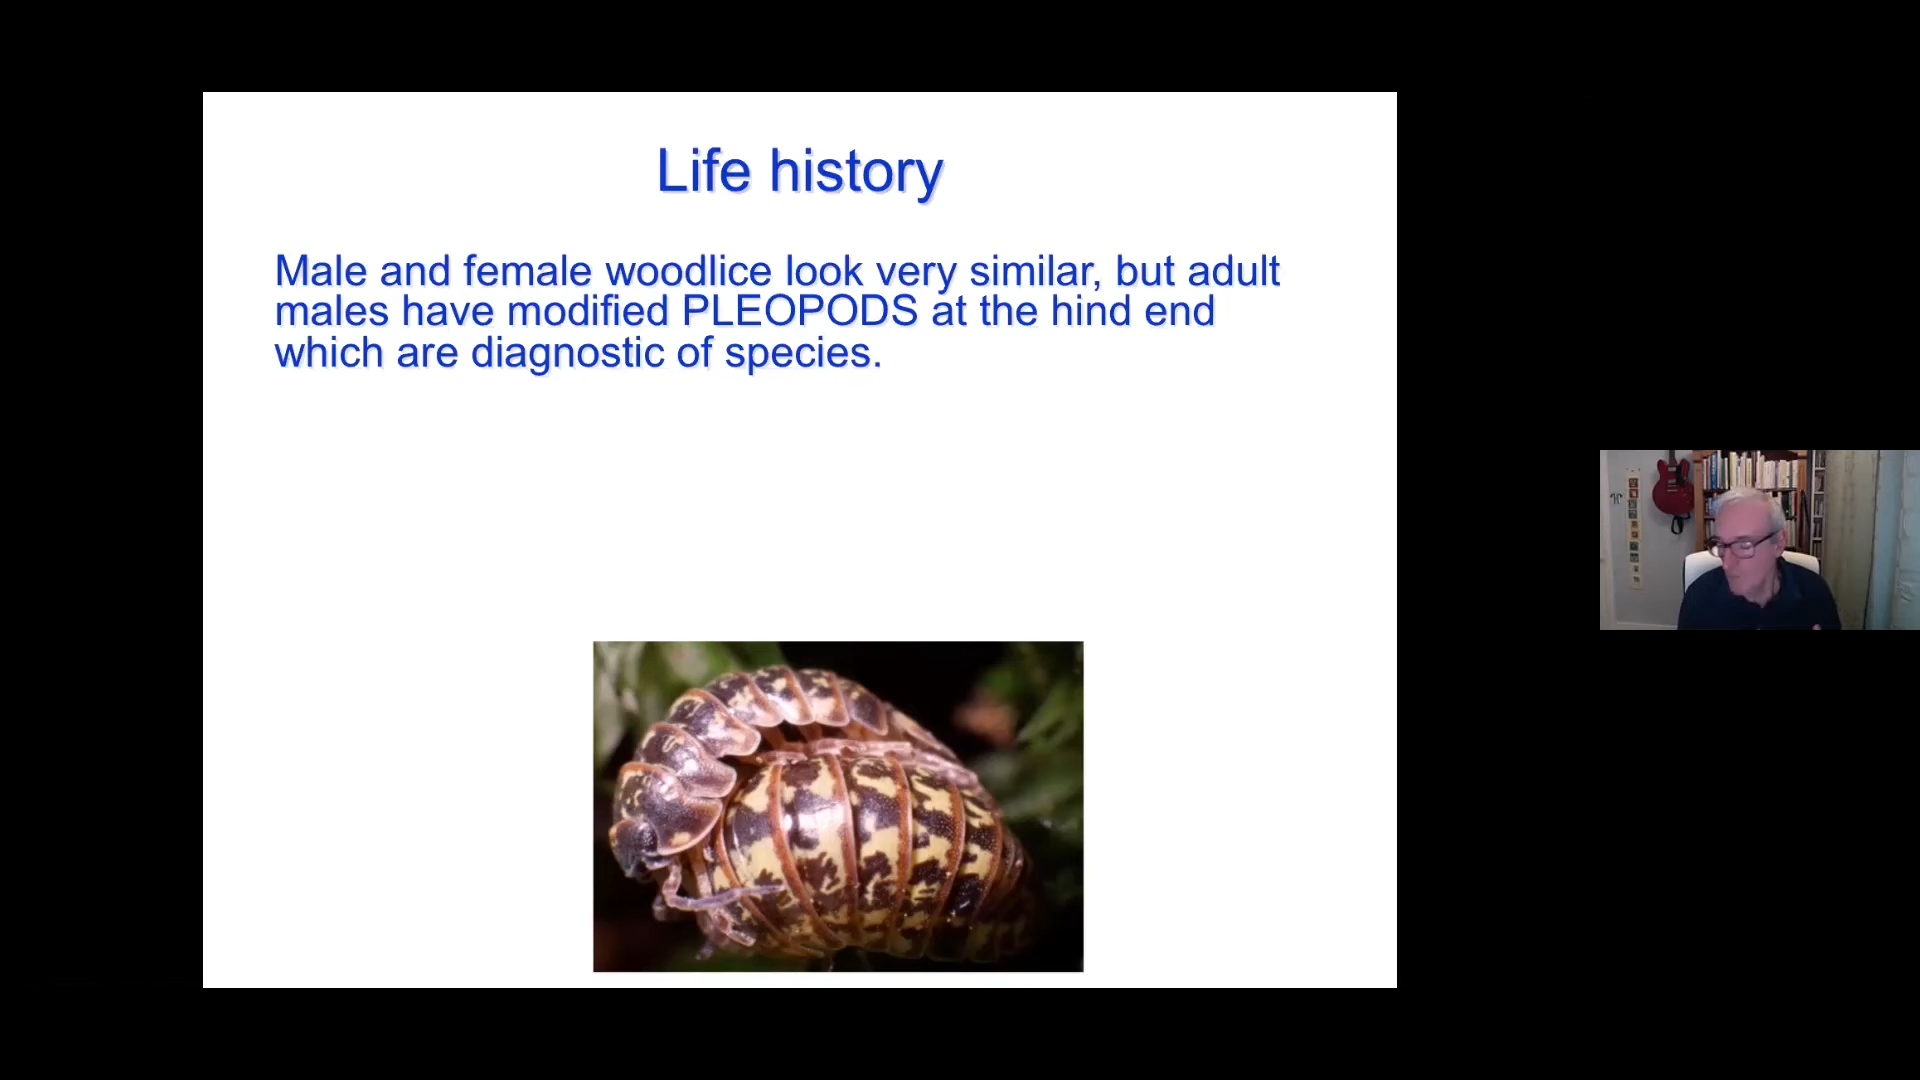 Life history
Male and female woodlice look very similar, but adult
males have modified PLEOPODS at the hind end
which are diagnostic of species.